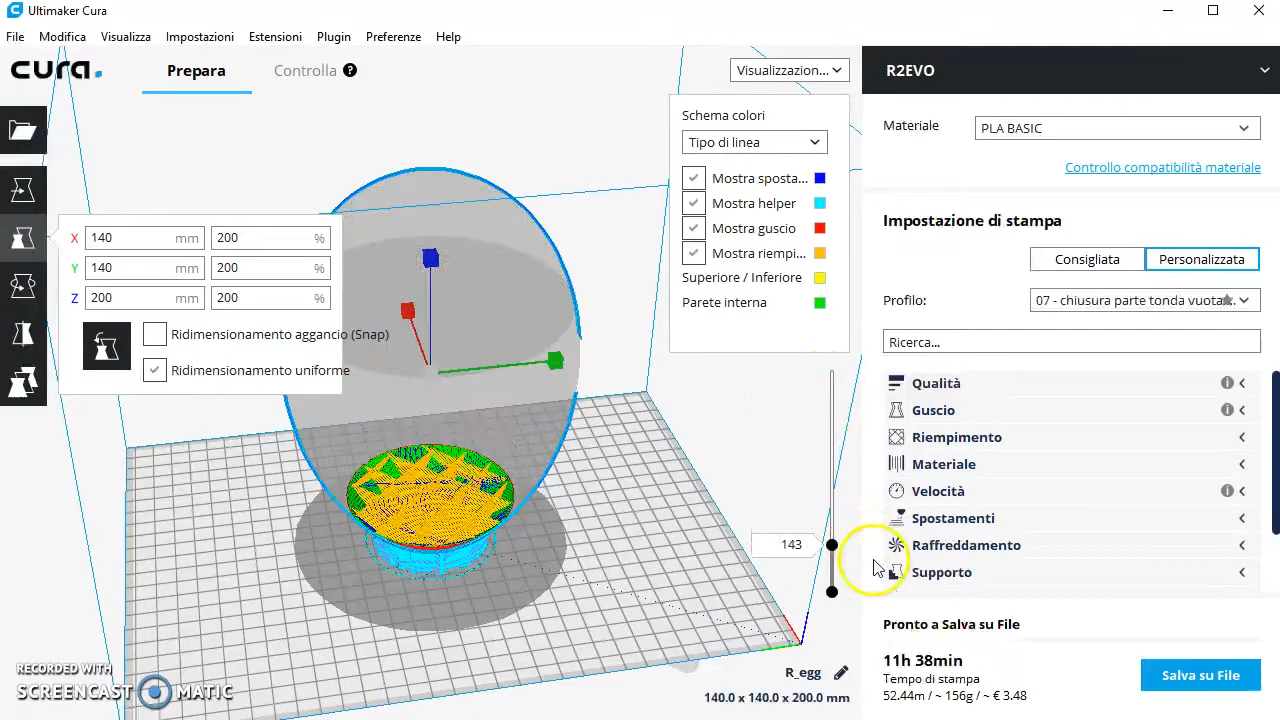 Ultimaker Cura
File Modifica Visualizza Impostazioni Estensioni Plugin Preferenze Help
cura.
Prepara
Controlla ?
Visualizzazion...
Schema colori
Tipo di linea
Mostra sposta...
Mostra helper
Mostra guscio
Mostra riempi...
Superiore / Inferiore
Parete interna
X 140 mm 200 %
Y 140 mm 200 %
Z 200 mm 200 %
Ridimensionamento aggancio (Snap)
Ridimensionamento uniforme
143
R_egg
140.0 x 140.0 x 200.0 mm
RECORDED WITH
SCREENCAST MATIC
R2EVO
Materiale PLA BASIC
Controllo compatibilità materiale
Impostazione di stampa
Consigliata Personalizzata
Profilo: 07 - chiusura parte tonda vuota...
Ricerca...
Qualità
Guscio
Riempimento
Materiale
Velocità
Spostamenti
Raffreddamento
Supporto
Pronto a Salva su File
11h 38min
Tempo di stampa
52.44m / ~ 156g / ~ € 3.48
Salva su File